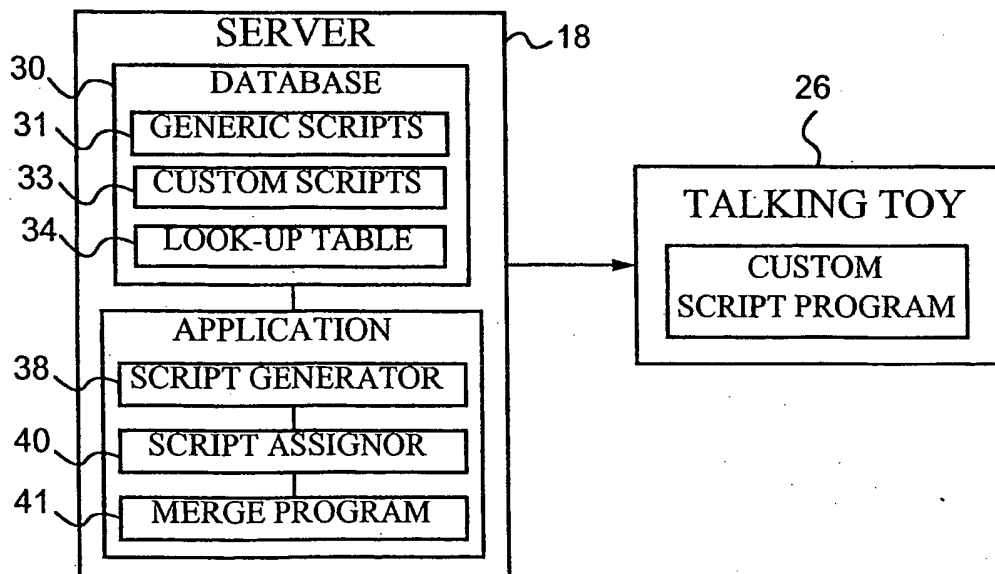 SERVER
18
30
DATABASE
31
GENERIC SCRIPTS
33
CUSTOM SCRIPTS
34
LOOK-UP TABLE
APPLICATION
38
SCRIPT GENERATOR
40
SCRIPT ASSIGNOR
41
MERGE PROGRAM
26
TALKING TOY
CUSTOM
SCRIPT PROGRAM